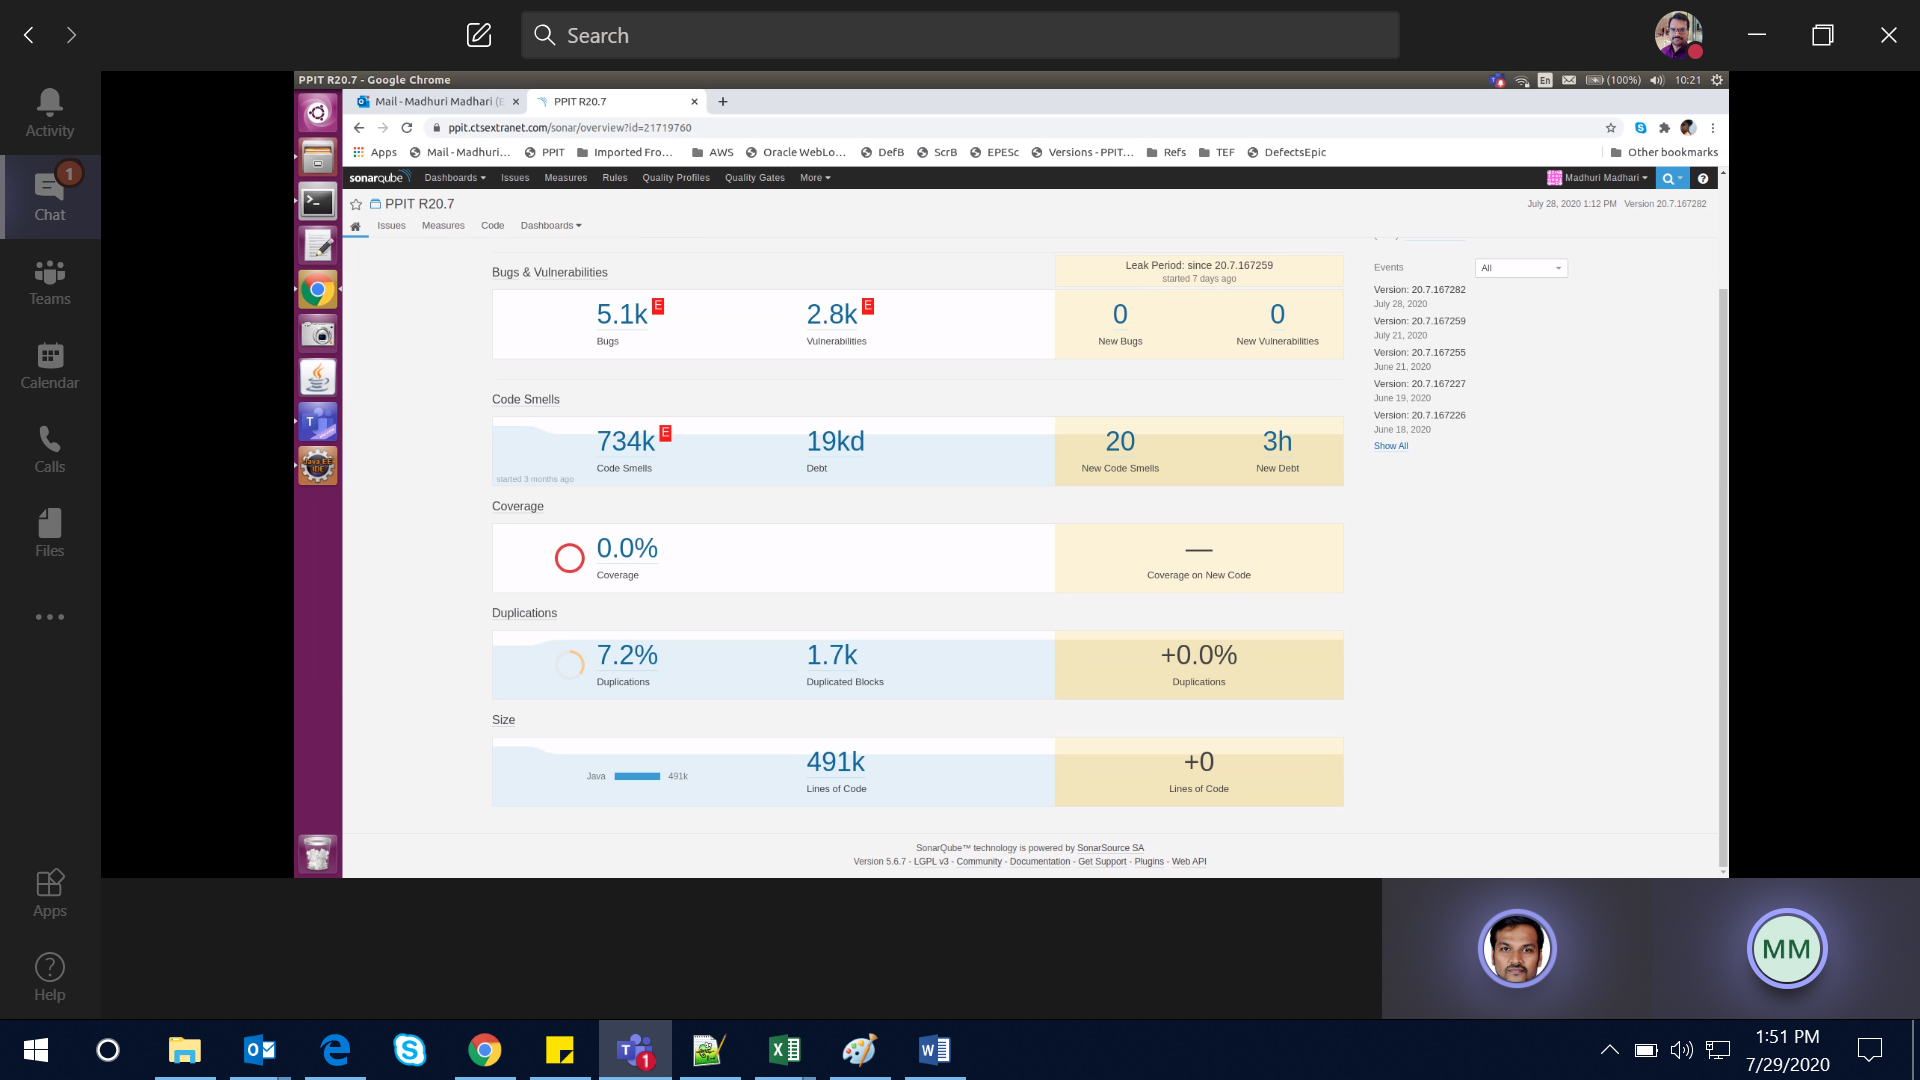 Search
Activity
1
Chat
Teams
Calendar
Calls
Files
Apps
Help
PPIT R20.7 - Google Chrome
En
(100%)
10:21
Mail - Madhuri Madhari (E
PPIT R20.7
ppit.ctsextranet.com/sonar/overview?id=21719760
Apps
Mail - Madhuri...
PPIT
Imported Fro...
AWS
Oracle WebLo...
DefB
ScrB
EPESc
Versions - PPIT...
Refs
TEF
DefectsEpic
Other bookmarks
sonarqube
Dashboards
Issues
Measures
Rules
Quality Profiles
Quality Gates
More
Madhuri Madhari
PPIT R20.7
July 28, 2020 1:12 PM Version 20.7.167282
Issues
Measures
Code
Dashboards
Bugs & Vulnerabilities
Leak Period: since 20.7.167259
started 7 days ago
5.1k E
2.8k E
0
0
Bugs
Vulnerabilities
New Bugs
New Vulnerabilities
Code Smells
734k E
19kd
20
3h
Code Smells
Debt
New Code Smells
New Debt
started 3 months ago
Coverage
0.0%
—
Coverage
Coverage on New Code
Duplications
7.2%
1.7k
+0.0%
Duplications
Duplicated Blocks
Duplications
Size
Java 491k
491k
+0
Lines of Code
Lines of Code
Events
All
Version: 20.7.167282
July 28, 2020
Version: 20.7.167259
July 21, 2020
Version: 20.7.167255
June 21, 2020
Version: 20.7.167227
June 19, 2020
Version: 20.7.167226
June 18, 2020
Show All
SonarQube™ technology is powered by SonarSource SA
Version 5.6.7 - LGPL v3 - Community - Documentation - Get Support - Plugins - Web API
MM
1:51 PM
7/29/2020